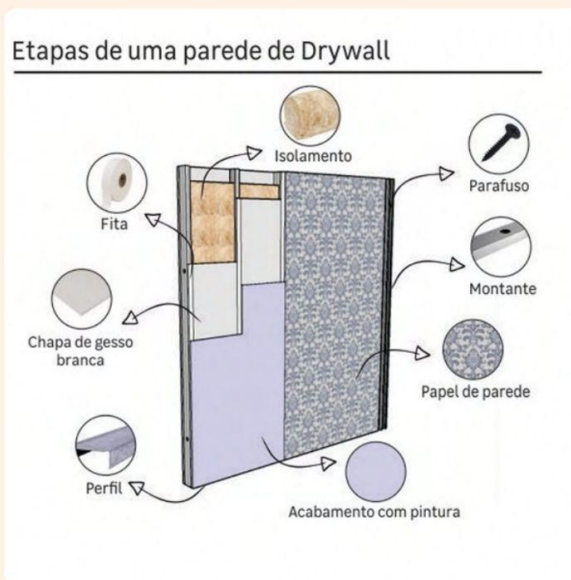 Etapas de uma parede de Drywall
Isolamento
Parafuso
Fita
Montante
Chapa de gesso
branca
Papel de parede
Perfil
Acabamento com pintura